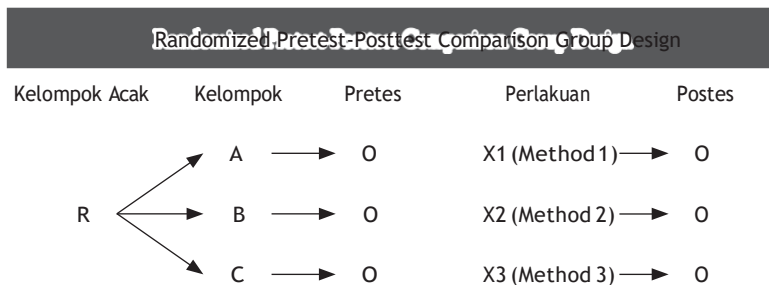 Randomized Pretest-Posttest Comparison Group Design
Kelompok Acak Kelompok Pretes Perlakuan Postes
A O X1 (Method 1) O
R B O X2 (Method 2) O
C O X3 (Method 3) O